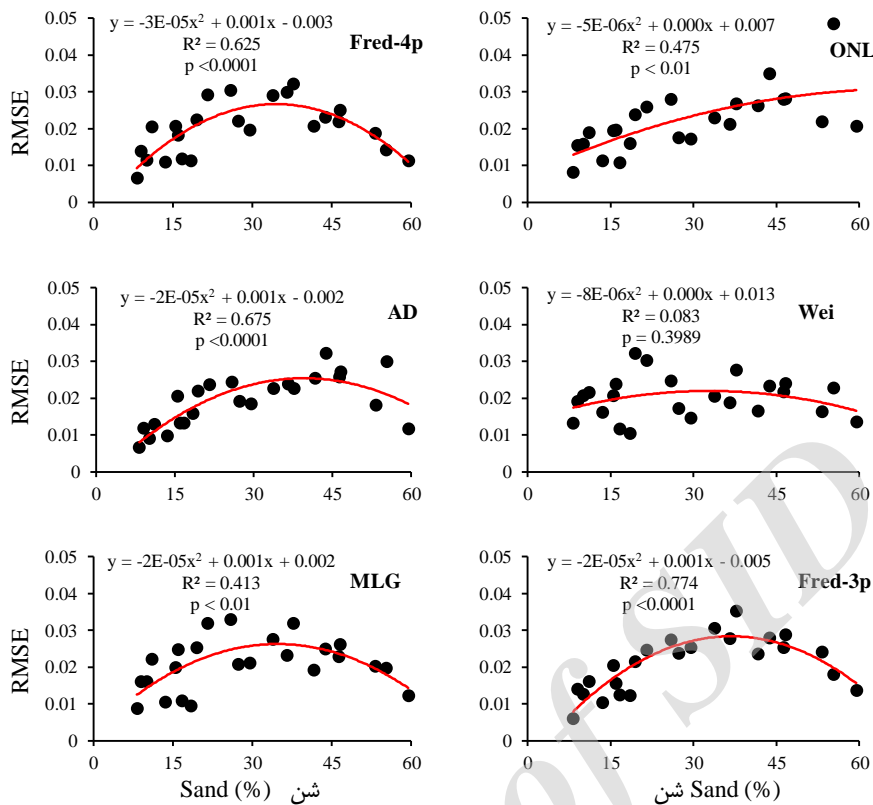 y = -3E-05x² + 0.001x - 0.003
R² = 0.625
p <0.0001
Fred-4p
RMSE
0.05
0.04
0.03
0.02
0.01
0
0 15 30 45 60
y = -5E-06x² + 0.000x + 0.007
R² = 0.475
p < 0.01
ONL
0.05
0.04
0.03
0.02
0.01
0
0 15 30 45 60
y = -2E-05x² + 0.001x - 0.002
R² = 0.675
p <0.0001
AD
RMSE
0.05
0.04
0.03
0.02
0.01
0
0 15 30 45 60
y = -8E-06x² + 0.000x + 0.013
R² = 0.083
p = 0.3989
Wei
0.05
0.04
0.03
0.02
0.01
0
0 15 30 45 60
y = -2E-05x² + 0.001x + 0.002
R² = 0.413
p < 0.01
MLG
RMSE
0.05
0.04
0.03
0.02
0.01
0
0 15 30 45 60
Sand (%) شن
y = -2E-05x² + 0.001x - 0.005
R² = 0.774
p <0.0001
Fred-3p
0.05
0.04
0.03
0.02
0.01
0
0 15 30 45 60
شن Sand (%)
of SID